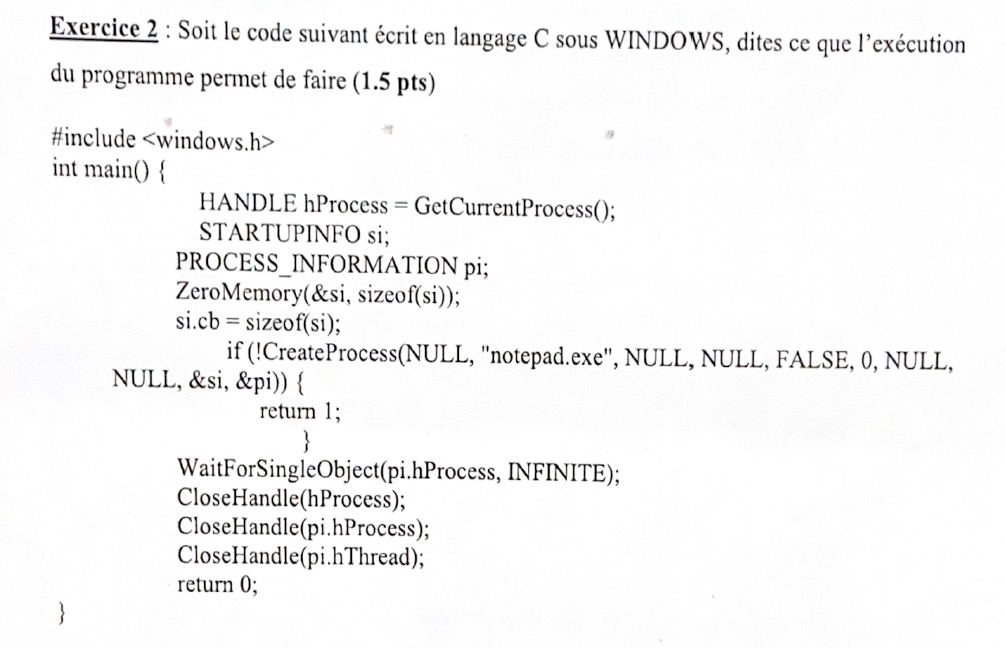 Exercice 2 : Soit le code suivant écrit en langage C sous WINDOWS, dites ce que l'exécution
du programme permet de faire (1.5 pts)
#include <windows.h>
int main() {
HANDLE hProcess = GetCurrentProcess();
STARTUPINFO si;
PROCESS_INFORMATION pi;
ZeroMemory(&si, sizeof(si));
si.cb = sizeof(si);
if (!CreateProcess(NULL, "notepad.exe", NULL, NULL, FALSE, 0, NULL,
NULL, &si, &pi)) {
return 1;
}
WaitForSingleObject(pi.hProcess, INFINITE);
CloseHandle(hProcess);
CloseHandle(pi.hProcess);
CloseHandle(pi.hThread);
return 0;
}